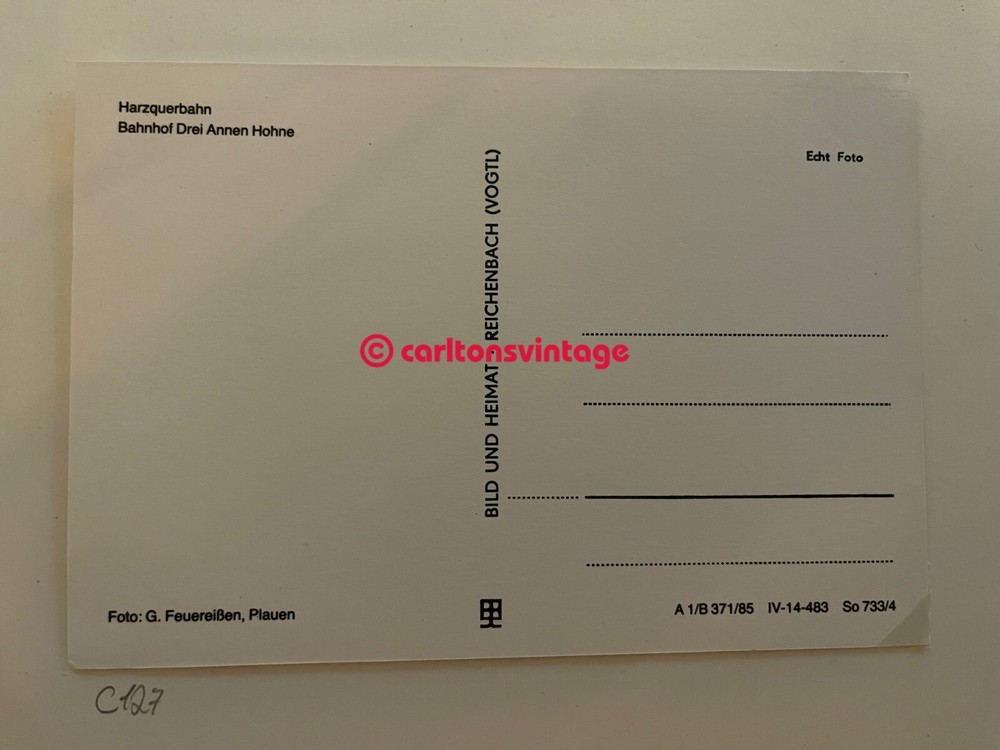 Harzquerbahn
Bahnhof Drei Annen Hohne
Echt Foto
BILD UND HEIMAT · REICHENBACH (VOGTL)
© carltonsvintage
Foto: G. Feuereißen, Plauen
A 1/B 371/85 IV-14-483 So 733/4
C127